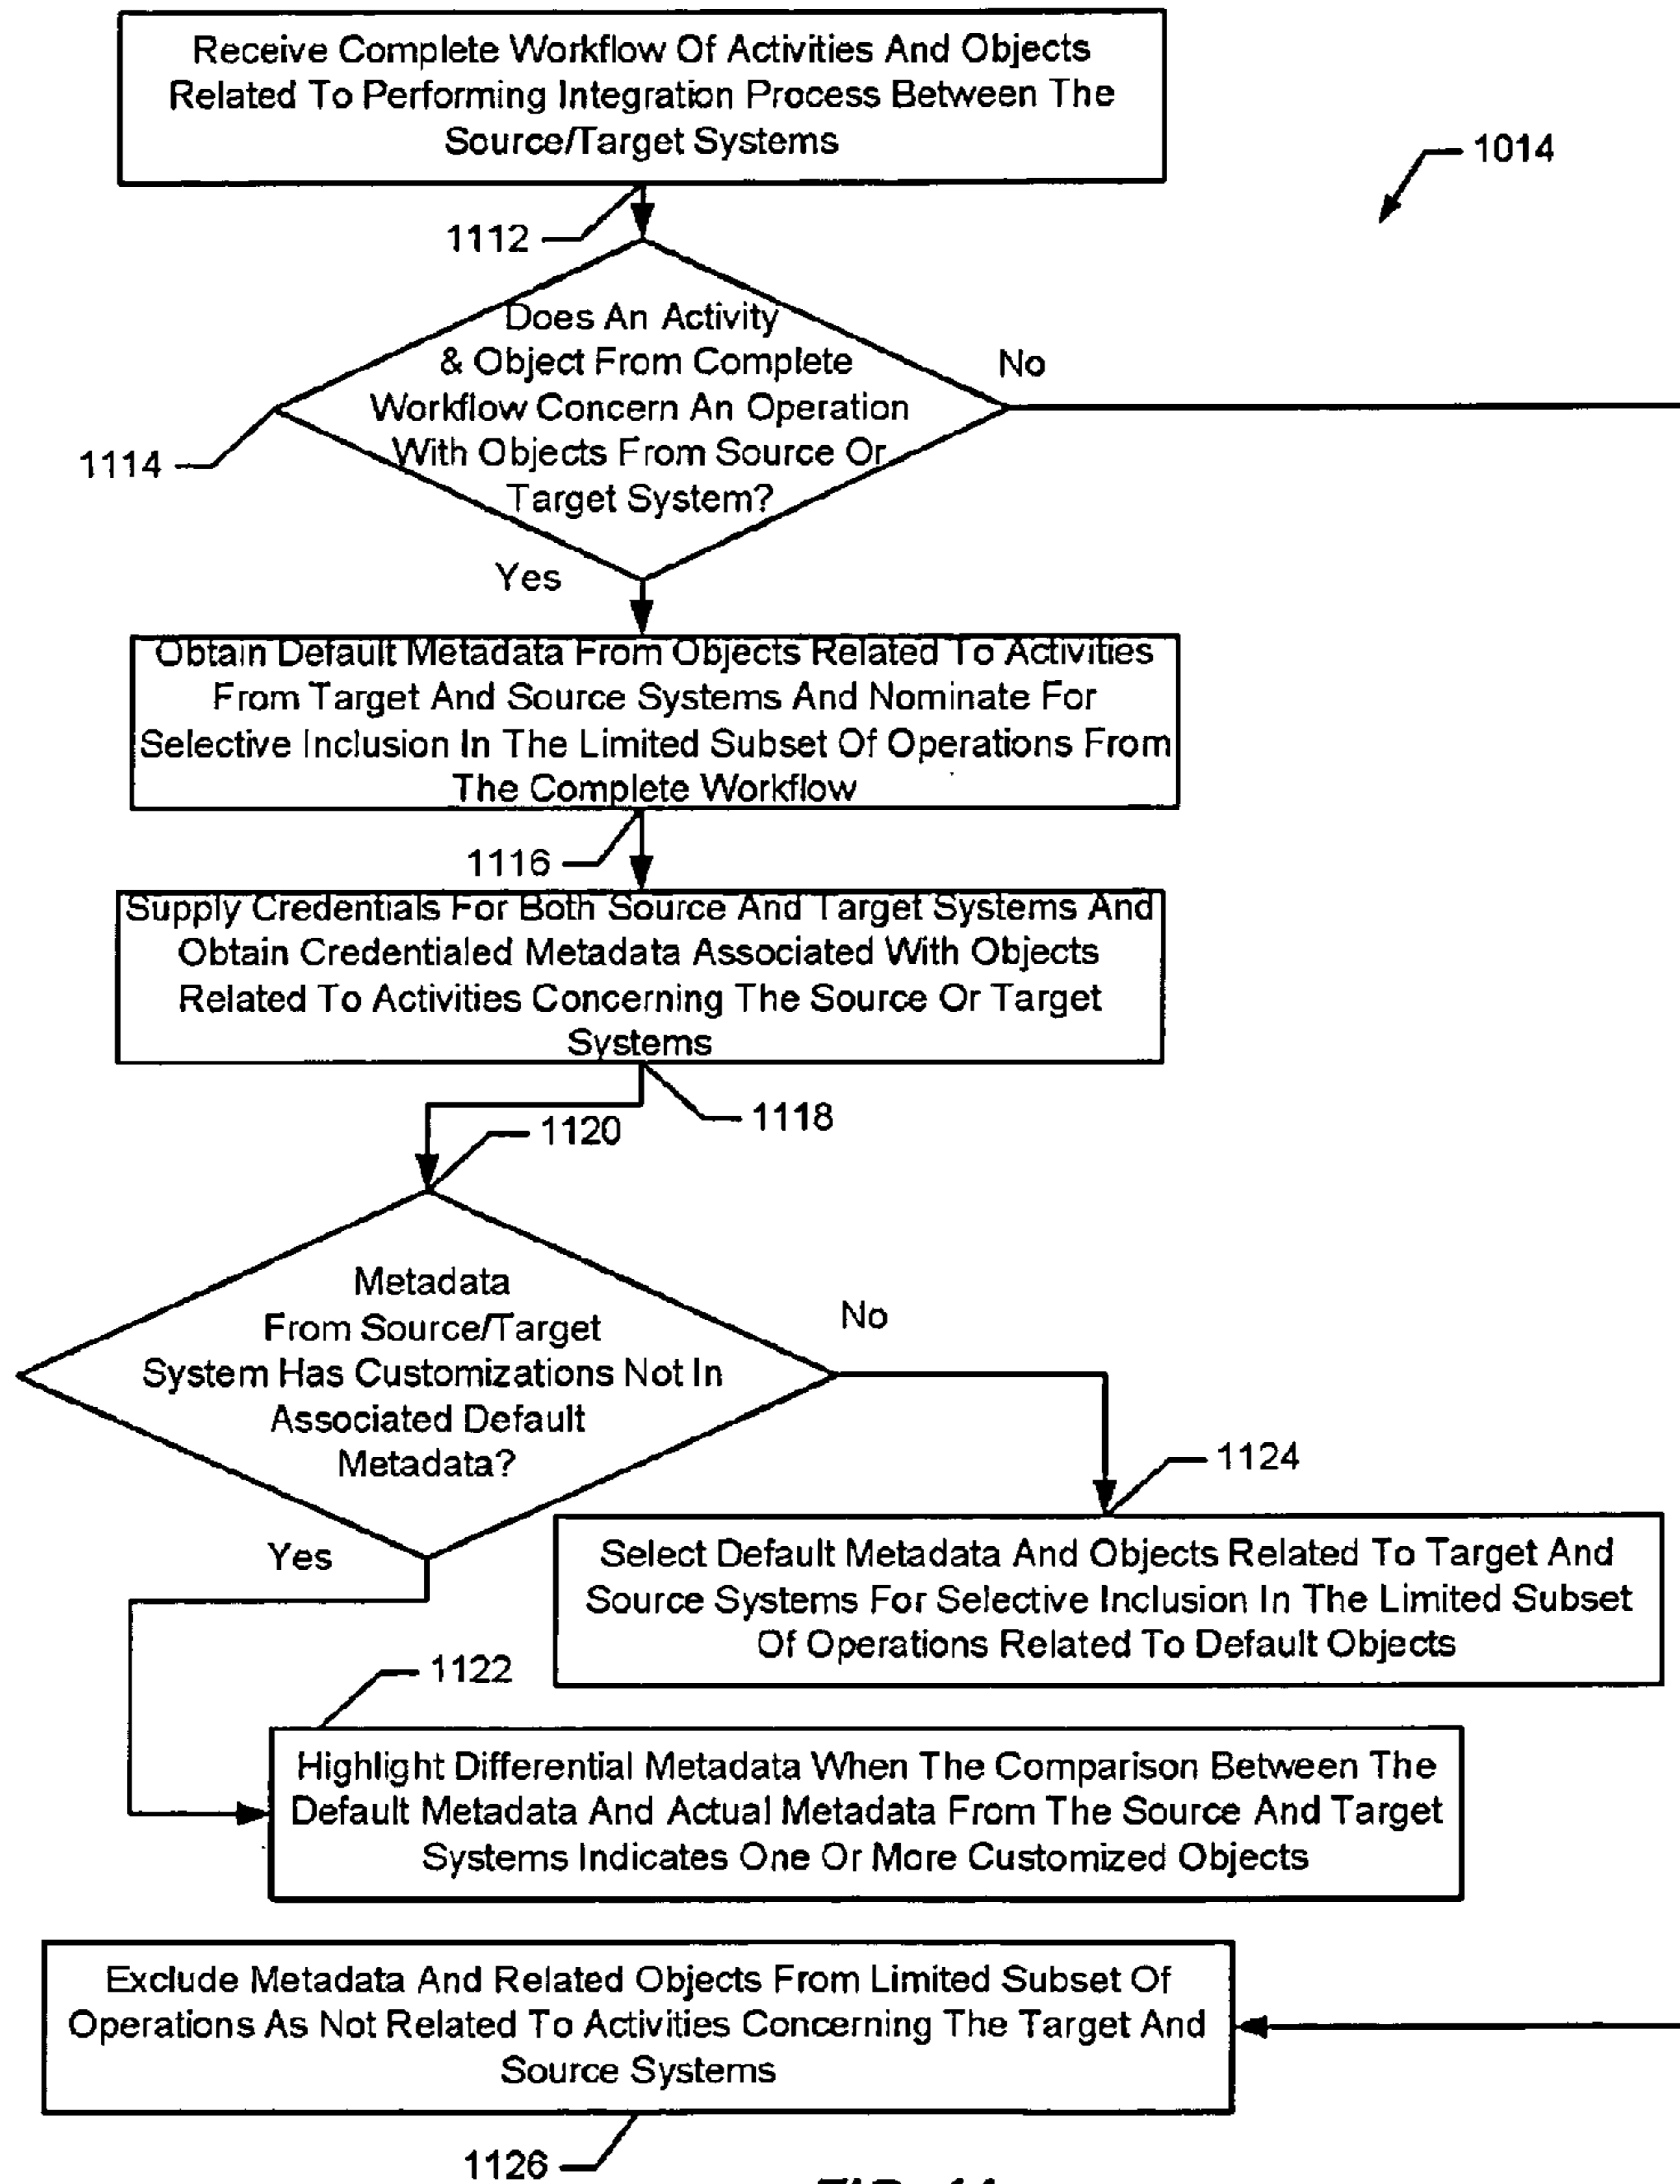 Receive Complete Workflow Of Activities And Objects
Related To Performing Integration Process Between The
Source/Target Systems
1014
1112
Does An Activity
& Object From Complete
Workflow Concern An Operation
With Objects From Source Or
Target System?
No
1114
Yes
Obtain Default Metadata From Objects Related To Activities
From Target And Source Systems And Nominate For
Selective Inclusion In The Limited Subset Of Operations From
The Complete Workflow
1116
Supply Credentials For Both Source And Target Systems And
Obtain Credentialed Metadata Associated With Objects
Related To Activities Concerning The Source Or Target
Systems
1118
1120
Metadata
From Source/Target
System Has Customizations Not In
Associated Default
Metadata?
No
1124
Yes
Select Default Metadata And Objects Related To Target And
Source Systems For Selective Inclusion In The Limited Subset
Of Operations Related To Default Objects
1122
Highlight Differential Metadata When The Comparison Between The
Default Metadata And Actual Metadata From The Source And Target
Systems Indicates One Or More Customized Objects
Exclude Metadata And Related Objects From Limited Subset Of
Operations As Not Related To Activities Concerning The Target And
Source Systems
1126